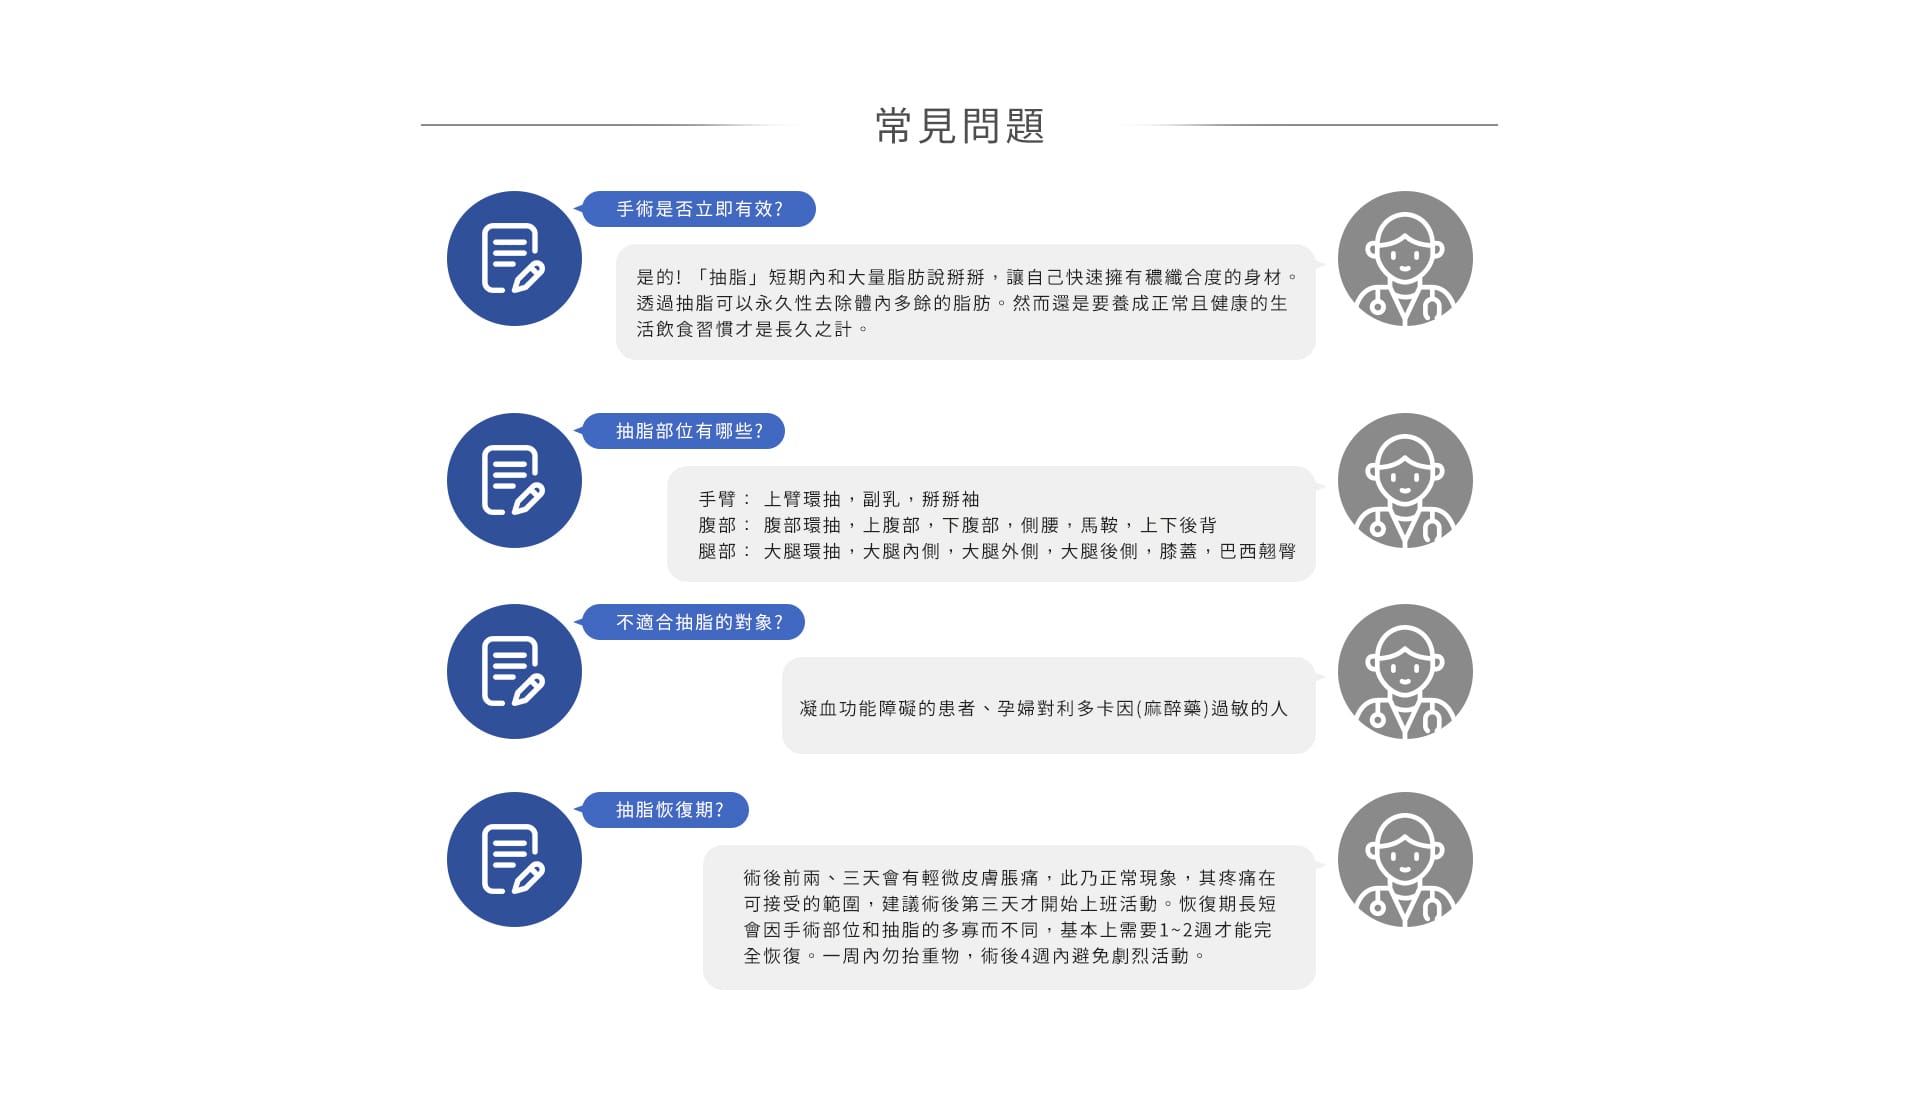 常見問題
手術是否立即有效?
是的! 「抽脂」短期內和大量脂肪說掰掰，讓自己快速擁有穠纖合度的身材。
透過抽脂可以永久性去除體內多餘的脂肪。然而還是要養成正常且健康的生
活飲食習慣才是長久之計。
抽脂部位有哪些?
手臂： 上臂環抽，副乳，掰掰袖
腹部： 腹部環抽，上腹部，下腹部，側腰，馬鞍，上下後背
腿部： 大腿環抽，大腿內側，大腿外側，大腿後側，膝蓋，巴西翹臀
不適合抽脂的對象?
凝血功能障礙的患者、孕婦對利多卡因(麻醉藥)過敏的人
抽脂恢復期?
術後前兩、三天會有輕微皮膚脹痛，此乃正常現象，其疼痛在
可接受的範圍，建議術後第三天才開始上班活動。恢復期長短
會因手術部位和抽脂的多寡而不同，基本上需要1~2週才能完
全恢復。一周內勿抬重物，術後4週內避免劇烈活動。